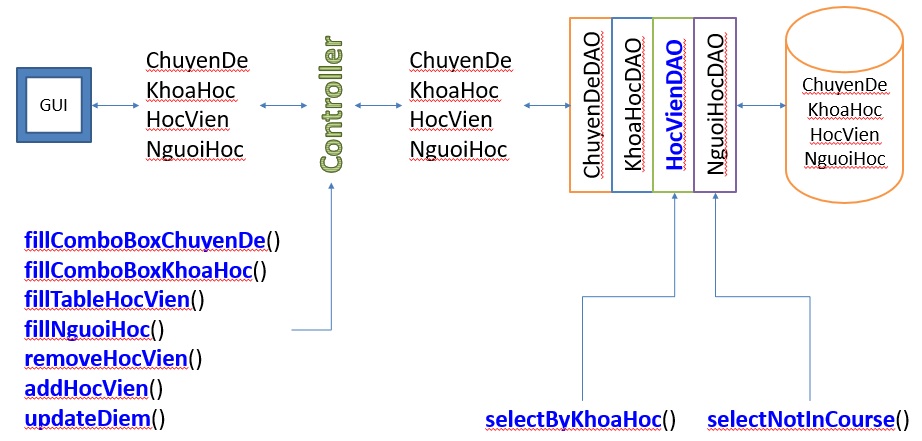 GUI
ChuyenDe
KhoaHoc
HocVien
NguoiHoc
Controller
ChuyenDe
KhoaHoc
HocVien
NguoiHoc
ChuyenDeDAO
KhoaHocDAO
HocVienDAO
NguoiHocDAO
ChuyenDe
KhoaHoc
HocVien
NguoiHoc
fillComboBoxChuyenDe()
fillComboBoxKhoaHoc()
fillTableHocVien()
fillNguoiHoc()
removeHocVien()
addHocVien()
updateDiem()
selectByKhoaHoc()
selectNotInCourse()